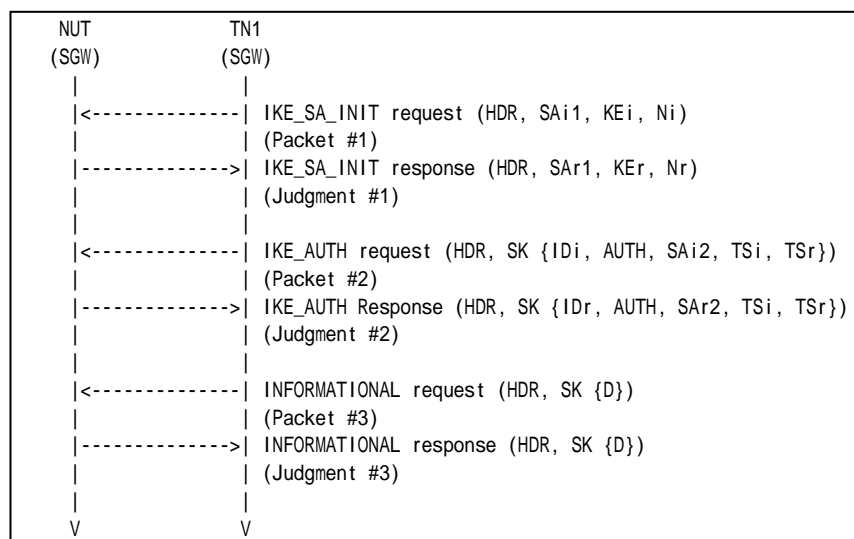 NUT TN1
(SGW) (SGW)
| |
|<--------------| IKE_SA_INIT request (HDR, SAi1, KEi, Ni)
| | (Packet #1)
|-------------->| IKE_SA_INIT response (HDR, SAr1, KEr, Nr)
| | (Judgment #1)
| |
|<--------------| IKE_AUTH request (HDR, SK {IDi, AUTH, SAi2, TSi, TSr})
| | (Packet #2)
|-------------->| IKE_AUTH Response (HDR, SK {IDr, AUTH, SAr2, TSi, TSr})
| | (Judgment #2)
| |
|<--------------| INFORMATIONAL request (HDR, SK {D})
| | (Packet #3)
|-------------->| INFORMATIONAL response (HDR, SK {D})
| | (Judgment #3)
| |
V V